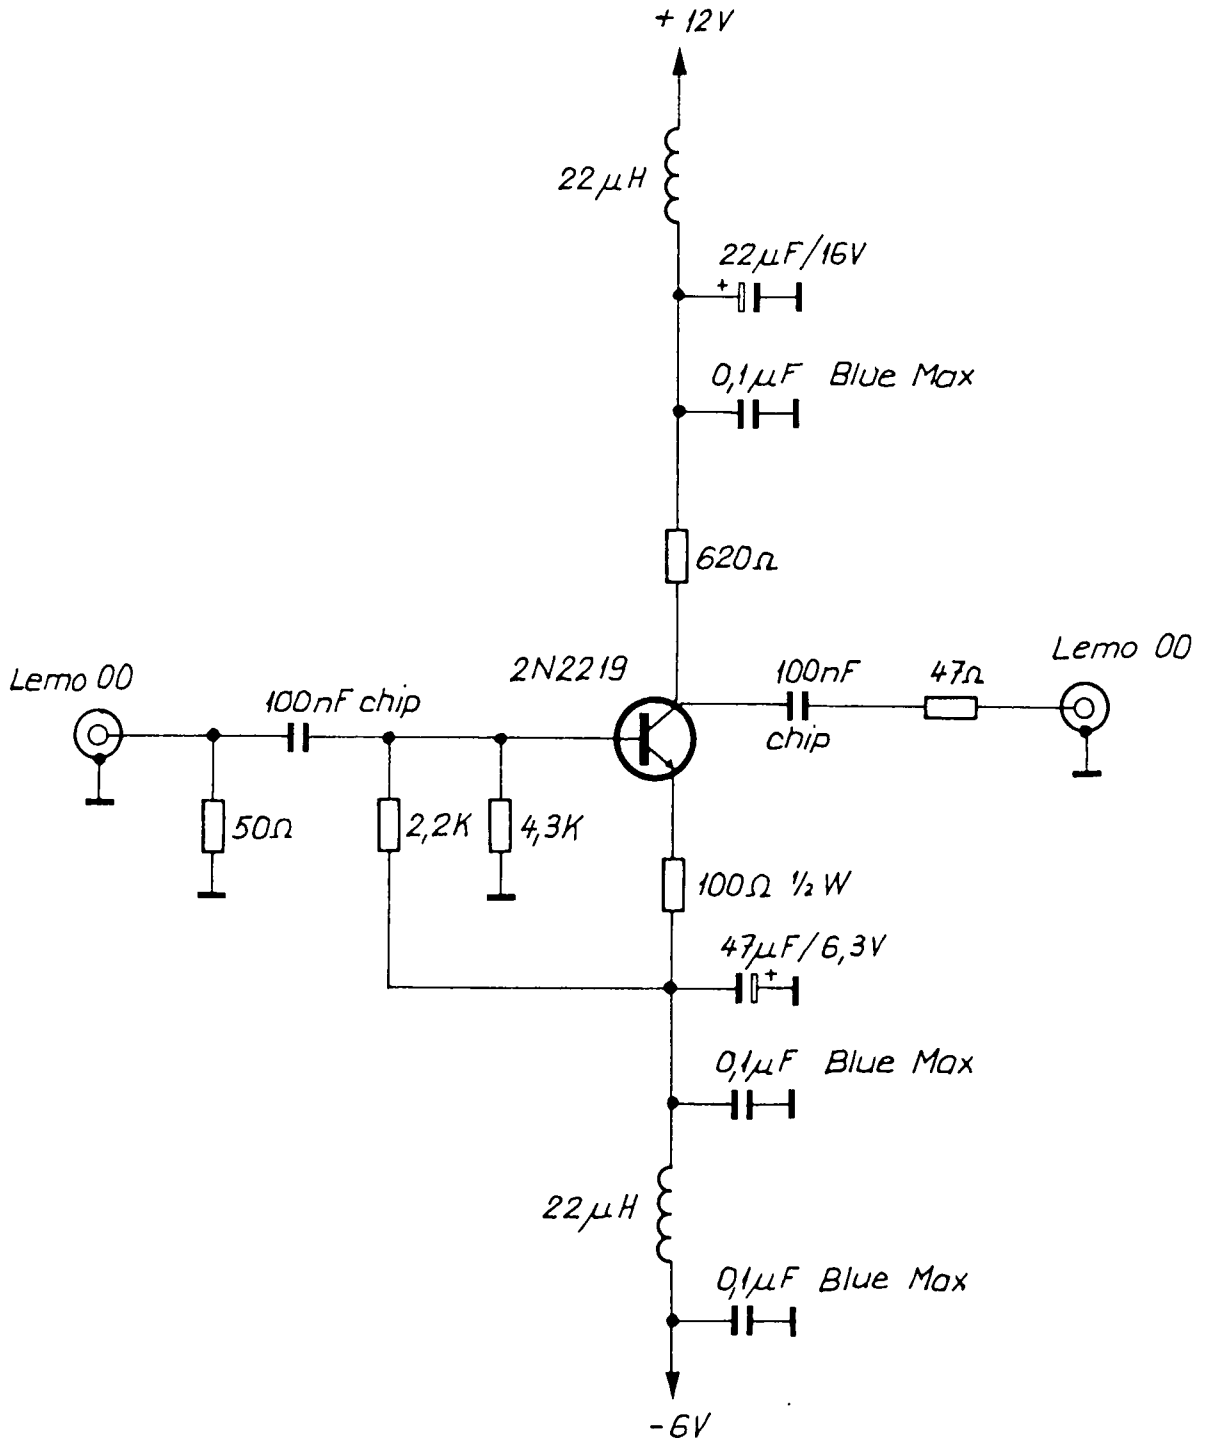 + 12V
22µH
22µF/16V
+
0,1µF Blue Max
620Ω
Lemo 00
2N2219
100nF
chip
47Ω
Lemo 00
100nF chip
50Ω
2,2K
4,3K
100Ω ½ W
47µF/6,3V
+
0,1µF Blue Max
22µH
0,1µF Blue Max
-6V